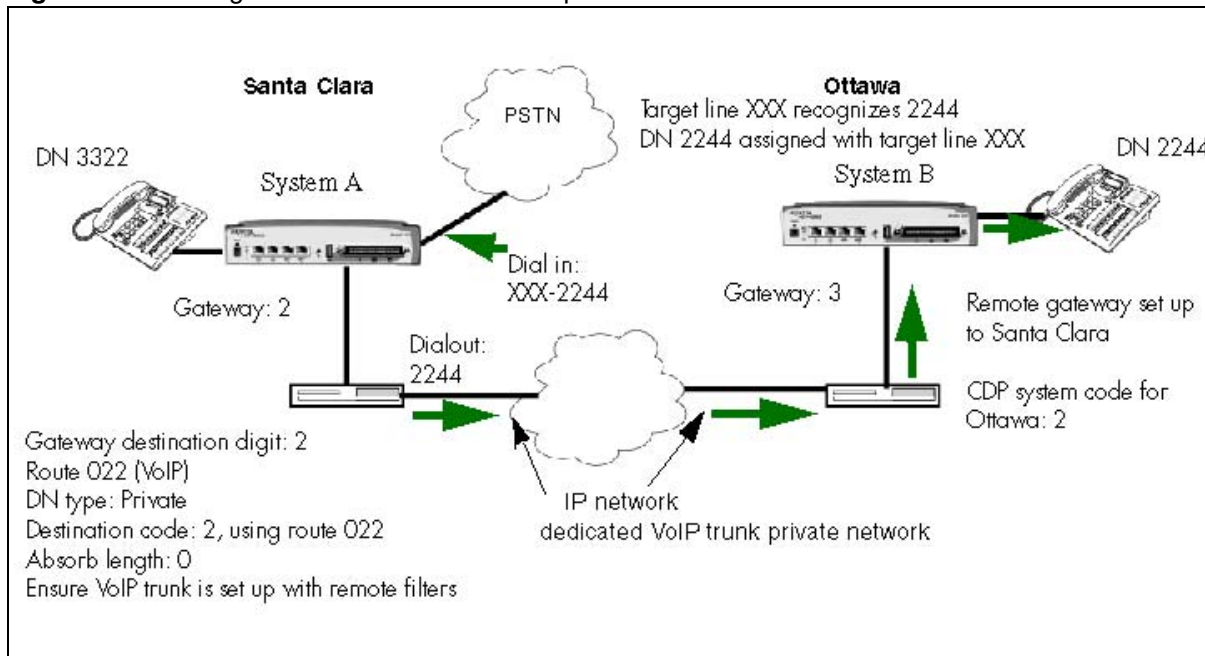 Santa Clara
PSTN
Ottawa
Target line XXX recognizes 2244
DN 2244 assigned with target line XXX
DN 3322
System A
System B
DN 2244
Dial in:
XXX-2244
Gateway: 2
Gateway: 3
Remote gateway set up
to Santa Clara
Dialout:
2244
CDP system code for
Ottawa: 2
Gateway destination digit: 2
Route 022 (VoIP)
DN type: Private
Destination code: 2, using route 022
Absorb length: 0
Ensure VoIP trunk is set up with remote filters
IP network
dedicated VoIP trunk private network